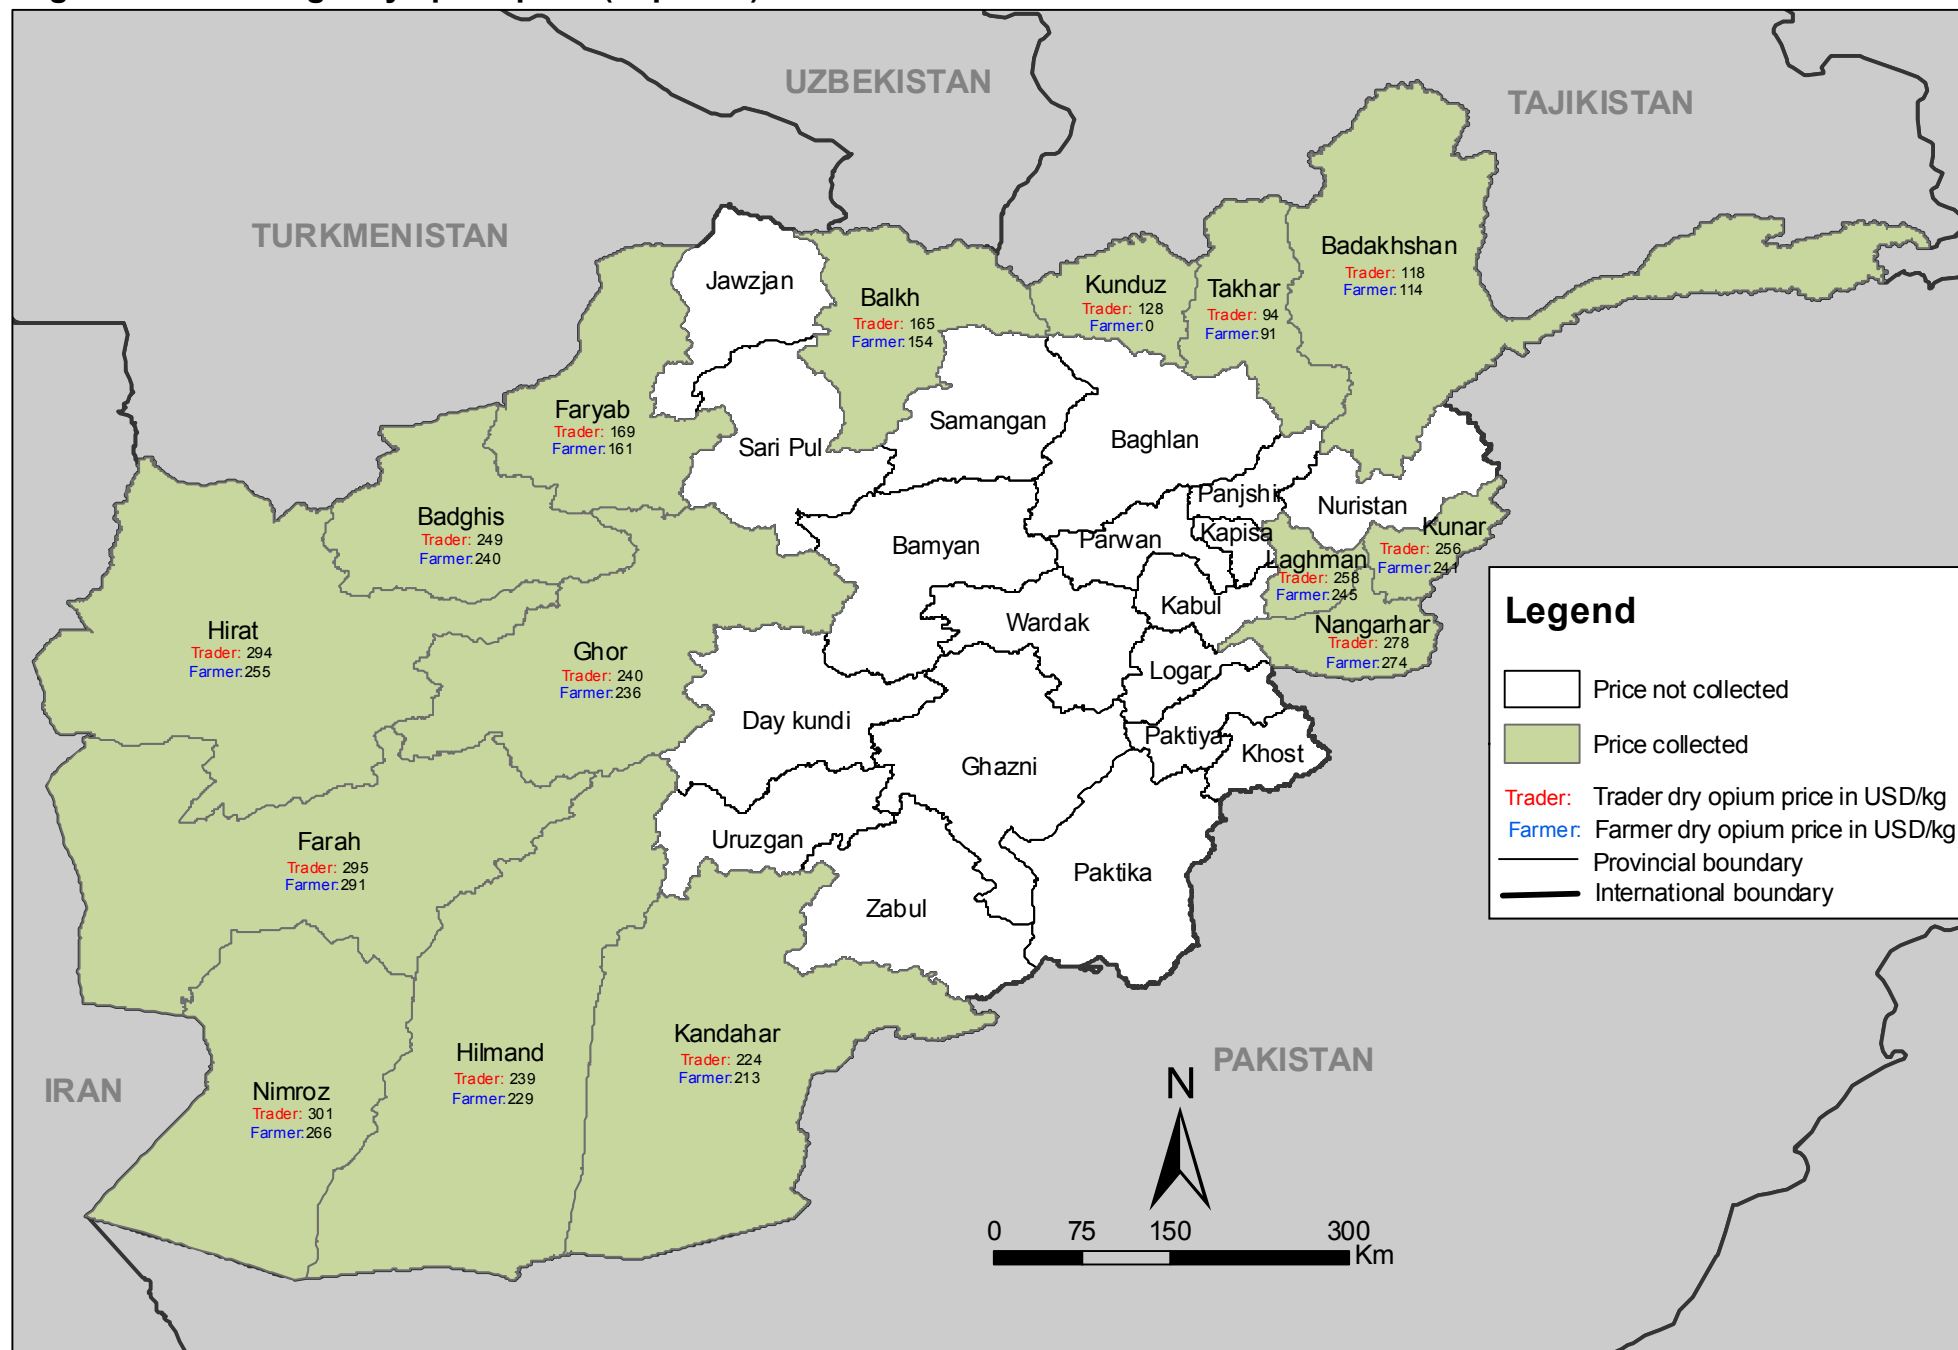 UZBEKISTAN
TAJIKISTAN
TURKMENISTAN
Badakhshan
Trader: 118
Farmer: 114
Jawzjan
Balkh
Trader: 165
Farmer: 154
Kunduz
Trader: 128
Farmer: 0
Takhar
Trader: 94
Farmer: 91
Faryab
Trader: 169
Farmer: 161
Sari Pul
Samangan
Baghlan
Panjshir
Nuristan
Badghis
Trader: 249
Farmer: 240
Bamyan
Parwan
Kapisa
Kunar
Trader: 256
Farmer: 241
Laghman
Trader: 258
Farmer: 245
Hirat
Trader: 294
Farmer: 255
Ghor
Trader: 240
Farmer: 236
Wardak
Kabul
Nangarhar
Trader: 278
Farmer: 274
Logar
Day kundi
Paktiya
Khost
Ghazni
Farah
Trader: 295
Farmer: 291
Uruzgan
Zabul
Paktika
Kandahar
Trader: 224
Farmer: 213
Hilmand
Trader: 239
Farmer: 229
Nimroz
Trader: 301
Farmer: 266
IRAN
PAKISTAN
Legend
Price not collected
Price collected
Trader: Trader dry opium price in USD/kg
Farmer: Farmer dry opium price in USD/kg
Provincial boundary
International boundary
N
0 75 150 300
Km